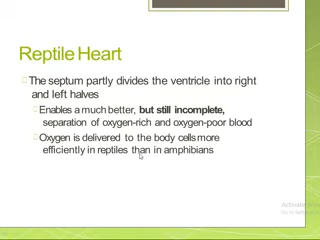 Reptile Heart
The septum partly divides the ventricle into right
and left halves
Enables a much better, but still incomplete,
separation of oxygen-rich and oxygen-poor blood
Oxygen is delivered to the body cells more
efficiently in reptiles than in amphibians
Activate